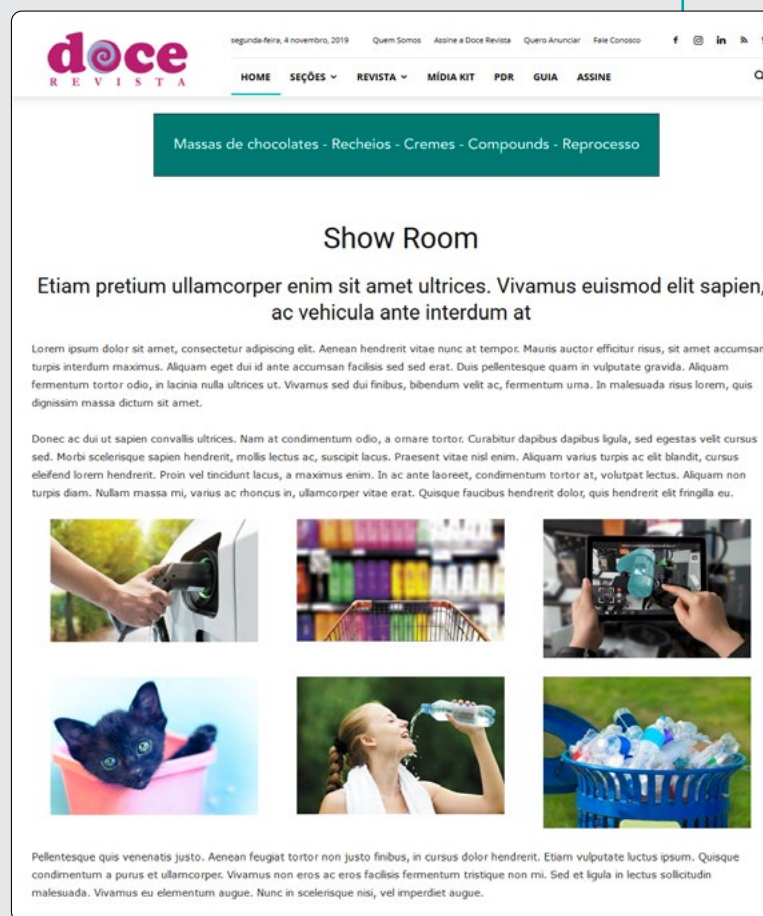 doce
REVISTA
segunda-feira, 4 novembro, 2019 Quem Somos Assine a Doce Revista Quero Anunciar Fale Conosco
HOME SEÇÕES REVISTA MÍDIA KIT PDR GUIA ASSINE
Massas de chocolates - Recheios - Cremes - Compounds - Reprocesso
Show Room
Etiam pretium ullamcorper enim sit amet ultrices. Vivamus euismod elit sapien,
ac vehicula ante interdum at
Lorem ipsum dolor sit amet, consectetur adipiscing elit. Aenean hendrerit vitae nunc at tempor. Mauris auctor efficitur risus, sit amet accumsan
turpis interdum maximus. Aliquam eget dui id ante accumsan facilisis sed sed erat. Duis pellentesque quam in vulputate gravida. Aliquam
fermentum tortor odio, in lacinia nulla ultrices ut. Vivamus sed dui finibus, bibendum velit ac, fermentum urna. In malesuada risus lorem, quis
dignissim massa dictum sit amet.
Donec ac dui ut sapien convallis ultrices. Nam at condimentum odio, a ornare tortor. Curabitur dapibus dapibus ligula, sed egestas velit cursus
sed. Morbi scelerisque sapien hendrerit, mollis lectus ac, suscipit lacus. Praesent vitae nisl enim. Aliquam varius turpis ac elit blandit, cursus
eleifend lorem hendrerit. Proin vel tincidunt lacus, a maximus enim. In ac ante laoreet, condimentum tortor at, volutpat lectus. Aliquam non
turpis diam. Nullam massa mi, varius ac rhoncus in, ullamcorper vitae erat. Quisque faucibus hendrerit dolor, quis hendrerit elit fringilla eu.
Pellentesque quis venenatis justo. Aenean feugiat tortor non justo finibus, in cursus dolor hendrerit. Etiam vulputate luctus ipsum. Quisque
condimentum a purus et ullamcorper. Vivamus non eros ac eros facilisis fermentum tristique non mi. Sed et ligula in lectus sollicitudin
malesuada. Vivamus eu elementum augue. Nunc in scelerisque nisi, vel imperdiet augue.